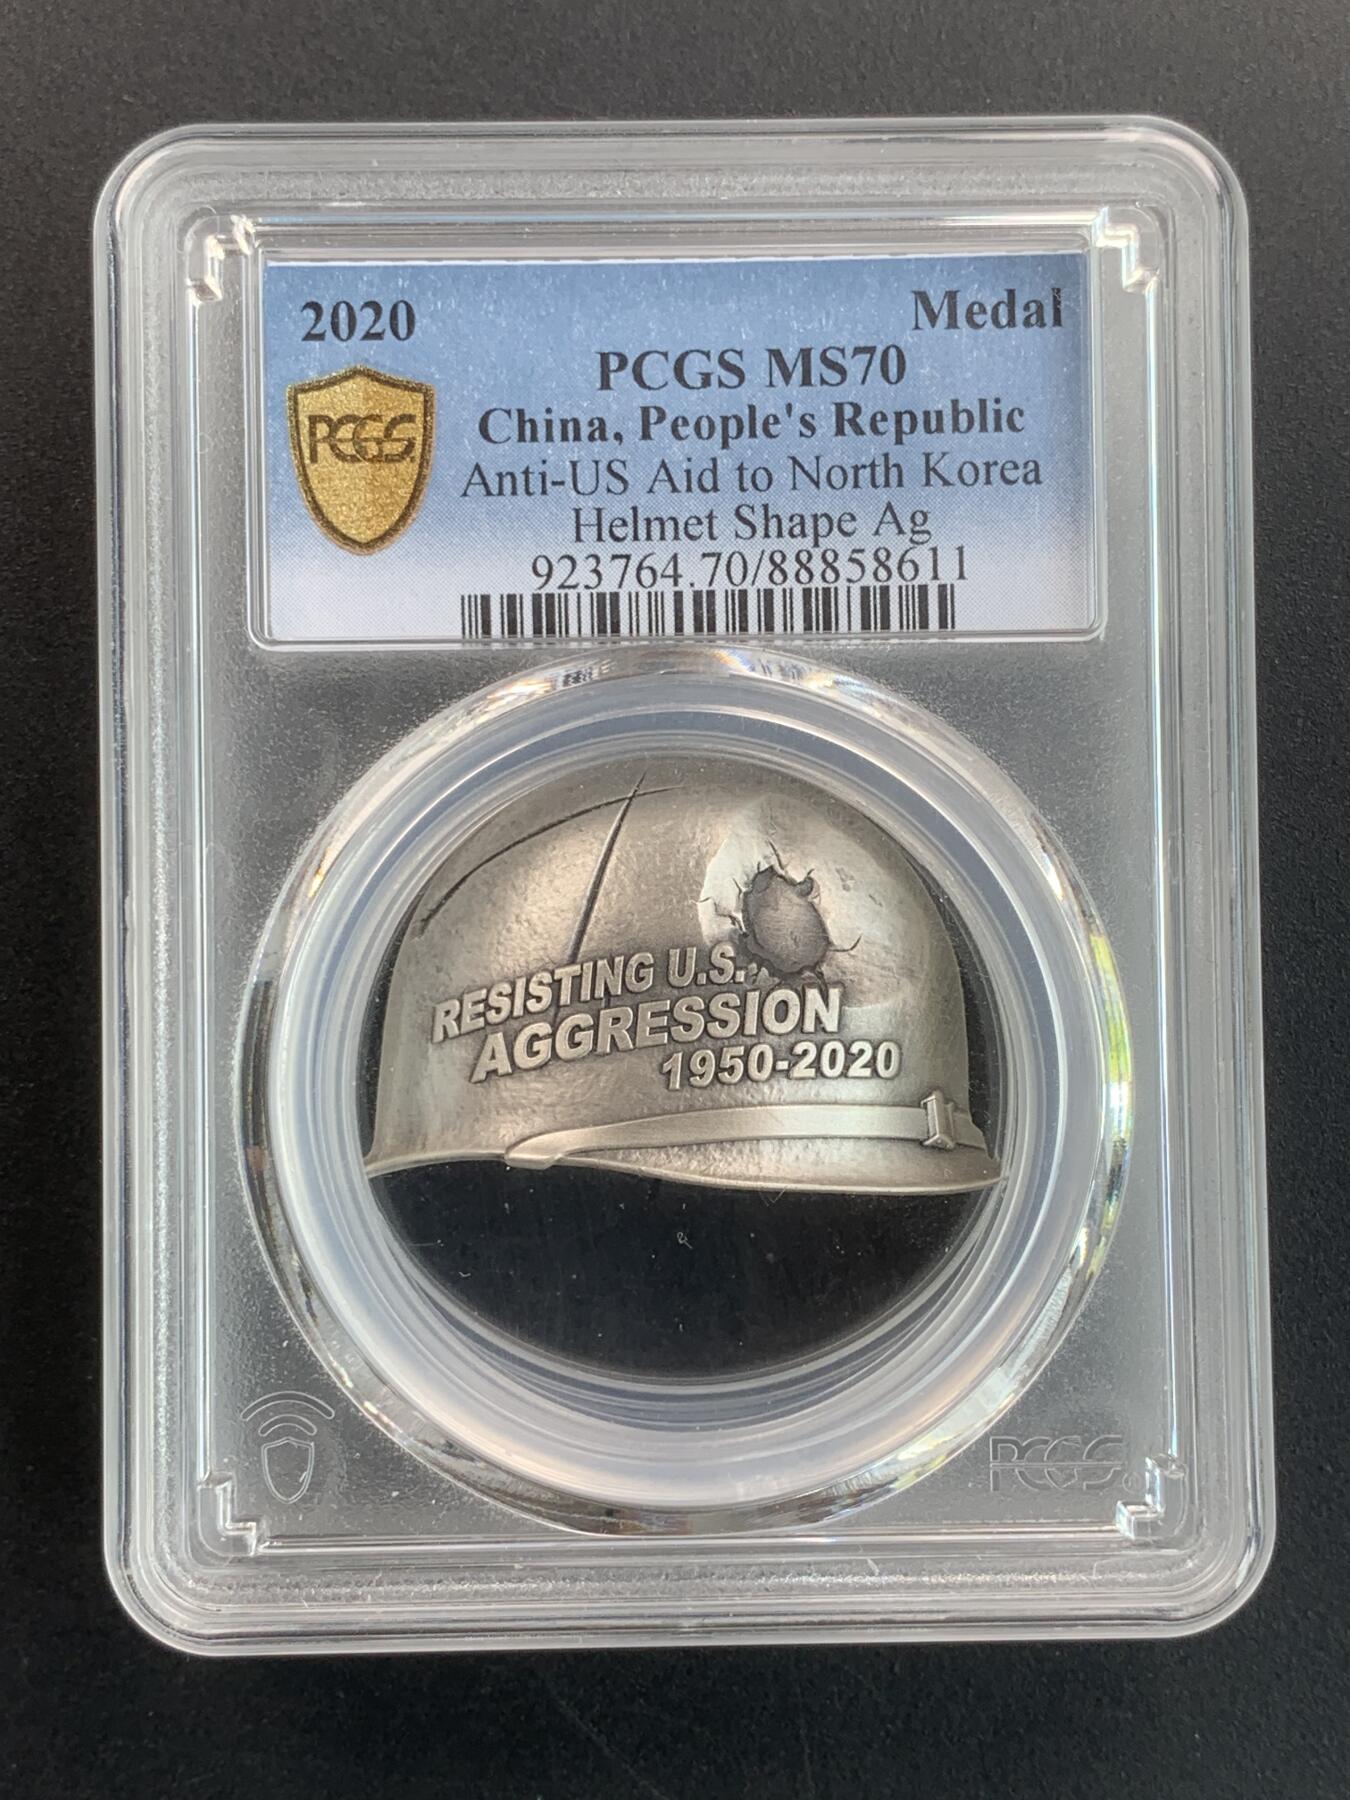 2020
Medal
PCGS MS70
China, People's Republic
Anti-US Aid to North Korea
Helmet Shape Ag
923764.70/88858611
PCGS
RESISTING U.S.
AGGRESSION
1950-2020
PCGS